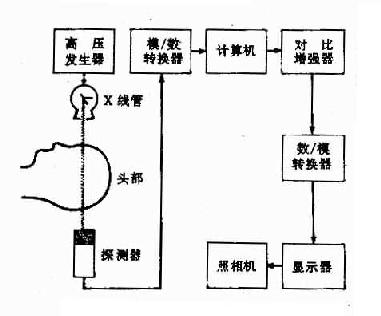 高压
发生器
模/数
转换器
计算机
对比
增强器
X线管
头部
数/模
转换器
探测器
照相机
显示器